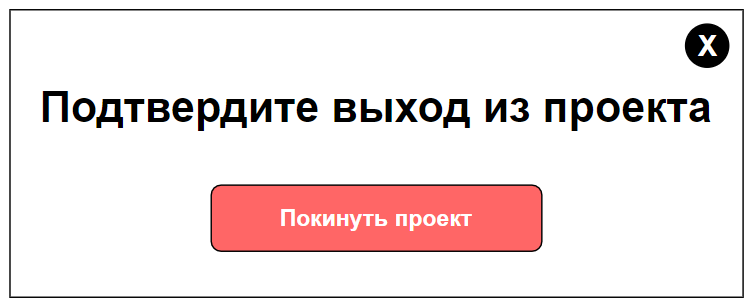 X
Подтвердите выход из проекта
Покинуть проект